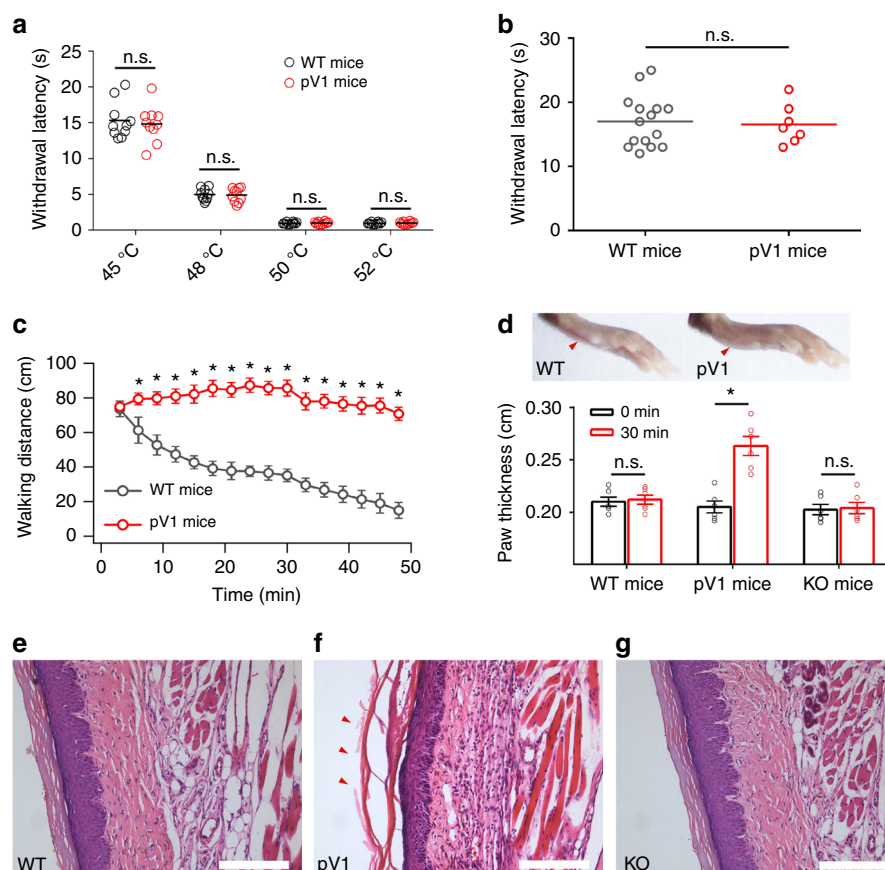 a
Withdrawal latency (s)
25
20
15
10
5
0
n.s.
n.s.
n.s.
n.s.
WT mice
pV1 mice
45 °C
48 °C
50 °C
52 °C
b
Withdrawal latency (s)
30
20
10
0
n.s.
WT mice
pV1 mice
c
Walking distance (cm)
100
80
60
40
20
0
* * * * * * * * * * * * * * *
WT mice
pV1 mice
0 10 20 30 40 50
Time (min)
d
WT
pV1
Paw thickness (cm)
0.30
0.25
0.20
0 min
30 min
n.s.
*
n.s.
WT mice
pV1 mice
KO mice
e
WT
f
pV1
g
KO